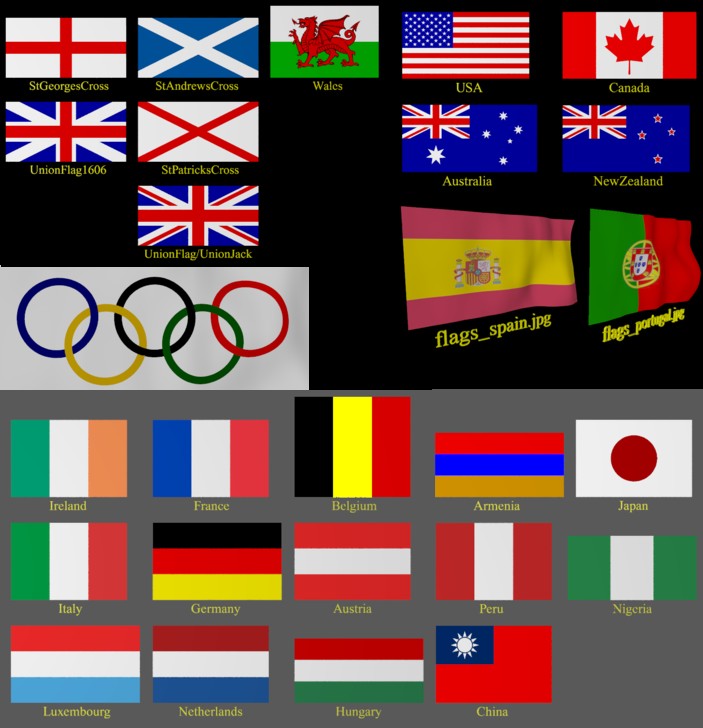 StGeorgesCross
StAndrewsCross
Wales
USA
Canada
UnionFlag1606
StPatricksCross
Australia
NewZealand
UnionFlag/UnionJack
flags_spain.jpg
flags_portugal.jpg
Ireland
France
Belgium
Armenia
Japan
Italy
Germany
Austria
Peru
Nigeria
Luxembourg
Netherlands
Hungary
China